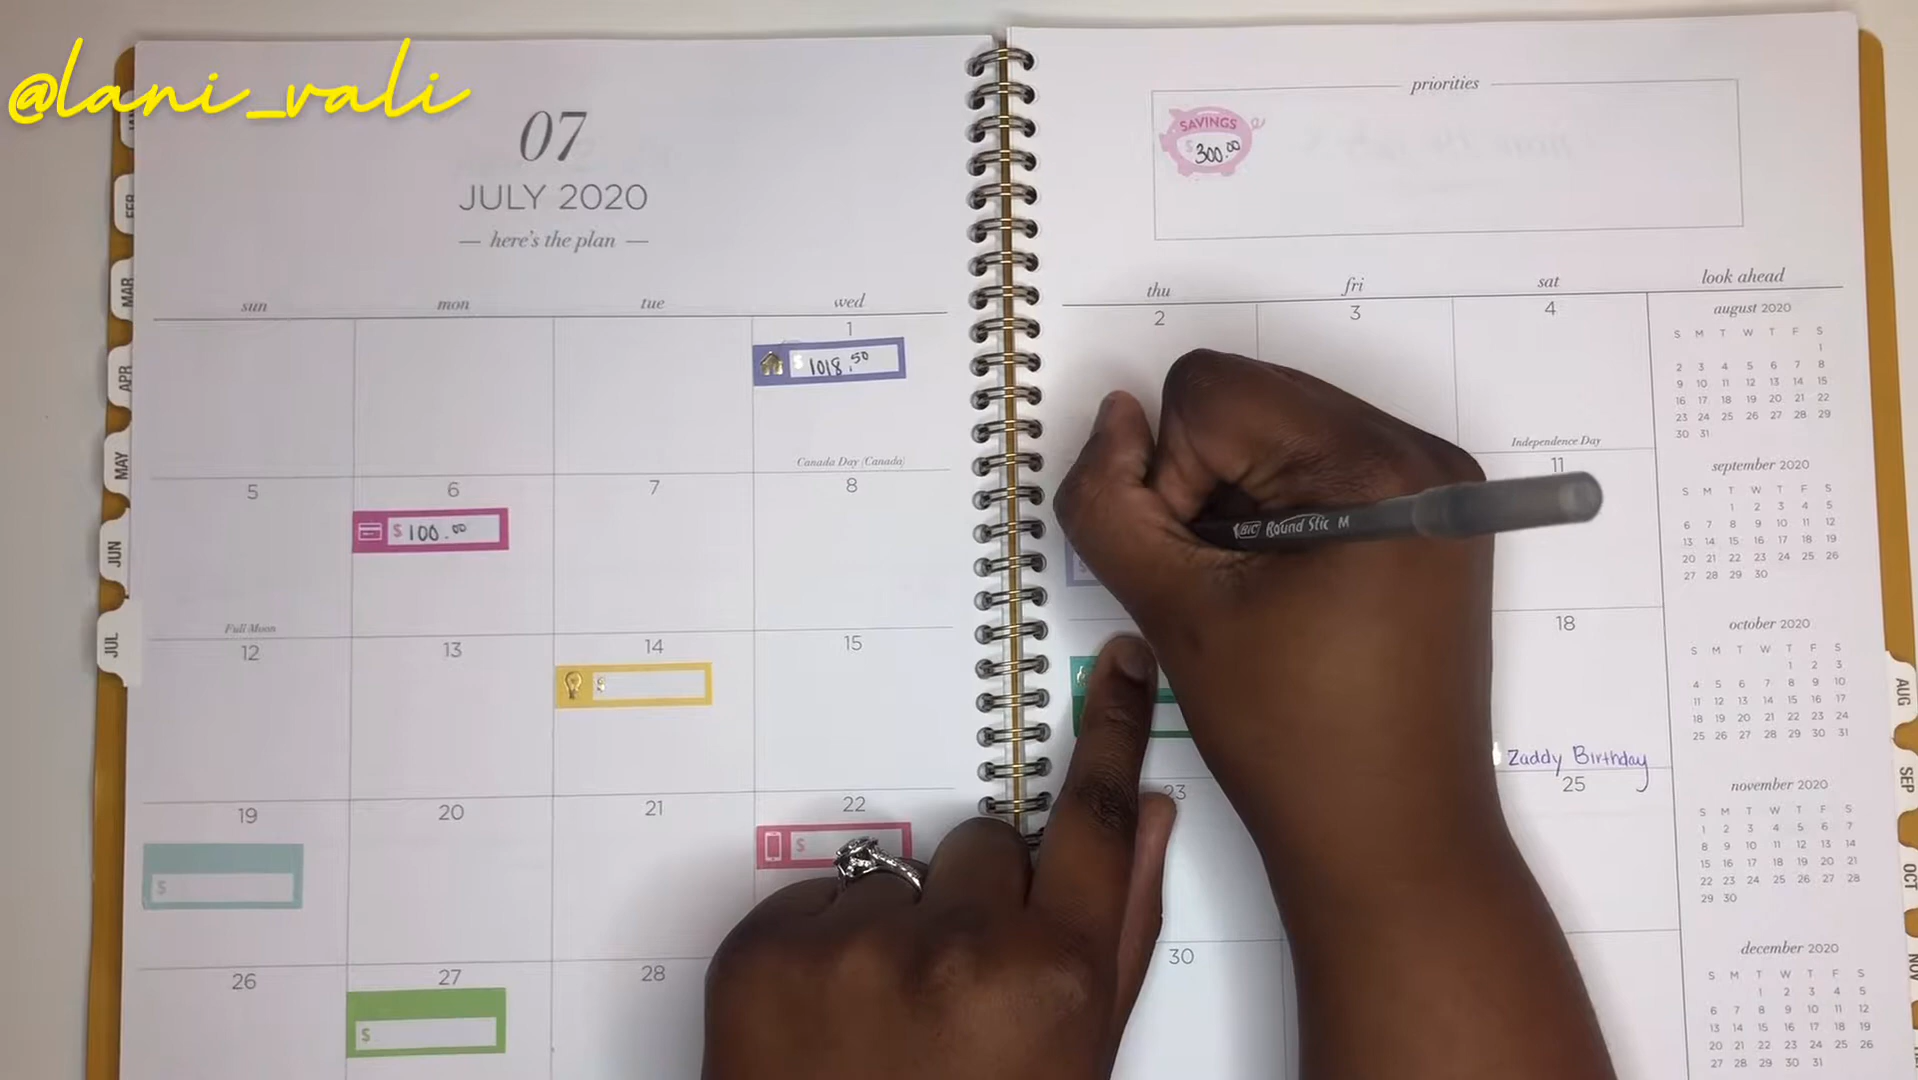 @lani_vali
07
JULY 2020
here's the plan
priorities
SAVINGS
$300.00
sun mon tue wed
thu fri sat look ahead
1
$1018.50
Canada Day (Canada)
2 3 4
Independence Day
5 6 7 8
$100.00
Full Moon
11
12 13 14 15
$
18
Zaddy Birthday
19 20 21 22
$
$
23 25
26 27 28
$
30
august 2020
S M T W T F S
1
2 3 4 5 6 7 8
9 10 11 12 13 14 15
16 17 18 19 20 21 22
23 24 25 26 27 28 29
30 31
september 2020
S M T W T F S
1 2 3 4 5
6 7 8 9 10 11 12
13 14 15 16 17 18 19
20 21 22 23 24 25 26
27 28 29 30
october 2020
S M T W T F S
1 2 3
4 5 6 7 8 9 10
11 12 13 14 15 16 17
18 19 20 21 22 23 24
25 26 27 28 29 30 31
november 2020
S M T W T F S
1 2 3 4 5 6 7
8 9 10 11 12 13 14
15 16 17 18 19 20 21
22 23 24 25 26 27 28
29 30
december 2020
S M T W T F S
1 2 3 4 5
6 7 8 9 10 11 12
13 14 15 16 17 18 19
20 21 22 23 24 25 26
27 28 29 30 31
BIC Round Stic M
FEB
MAR
APR
MAY
JUN
JUL
AUG
SEP
OCT
NOV